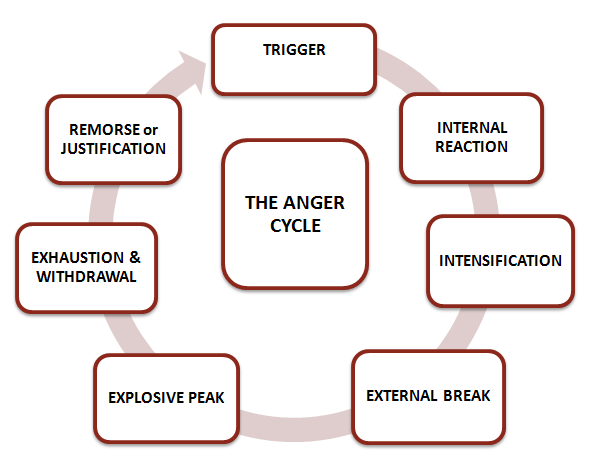 TRIGGER
INTERNAL
REACTION
INTENSIFICATION
EXTERNAL BREAK
EXPLOSIVE PEAK
EXHAUSTION &
WITHDRAWAL
REMORSE or
JUSTIFICATION
THE ANGER
CYCLE